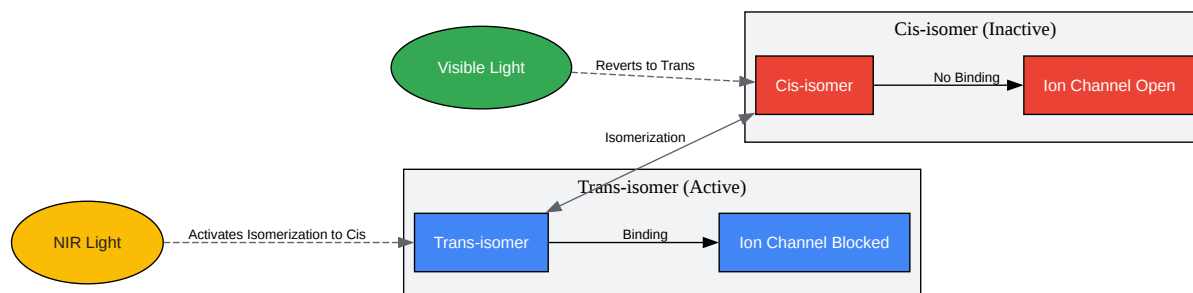 Cis-isomer (Inactive)
Visible Light
Reverts to Trans
Cis-isomer
No Binding
Ion Channel Open
Isomerization
Trans-isomer (Active)
NIR Light
Activates Isomerization to Cis
Trans-isomer
Binding
Ion Channel Blocked